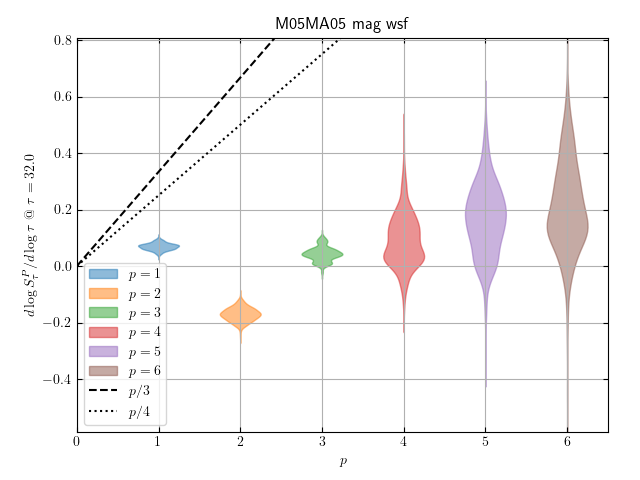 M05MA05 mag wsf
0.8
0.6
0.4
0.2
0.0
−0.2
−0.4
d log S_τ^P / d log τ @ τ = 32.0
p = 1
p = 2
p = 3
p = 4
p = 5
p = 6
p/3
p/4
0 1 2 3 4 5 6
p